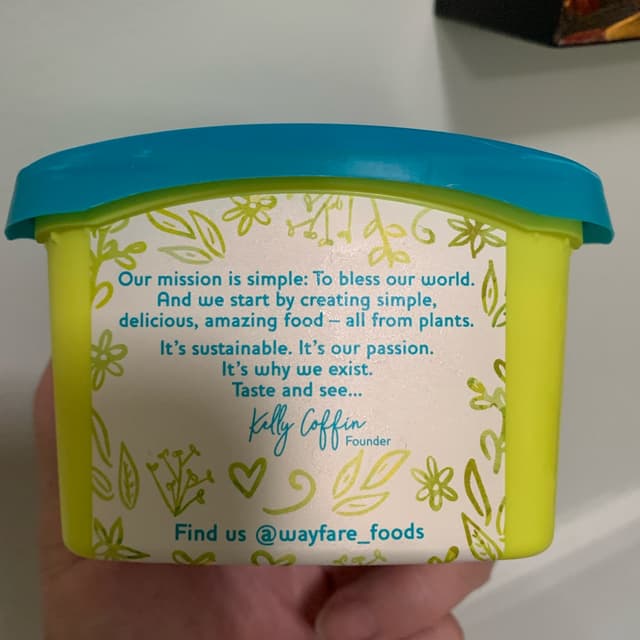 Our mission is simple: To bless our world.
And we start by creating simple,
delicious, amazing food – all from plants.
It's sustainable. It's our passion.
It's why we exist.
Taste and see...
Kelly Coffin
Founder
Find us @wayfare_foods